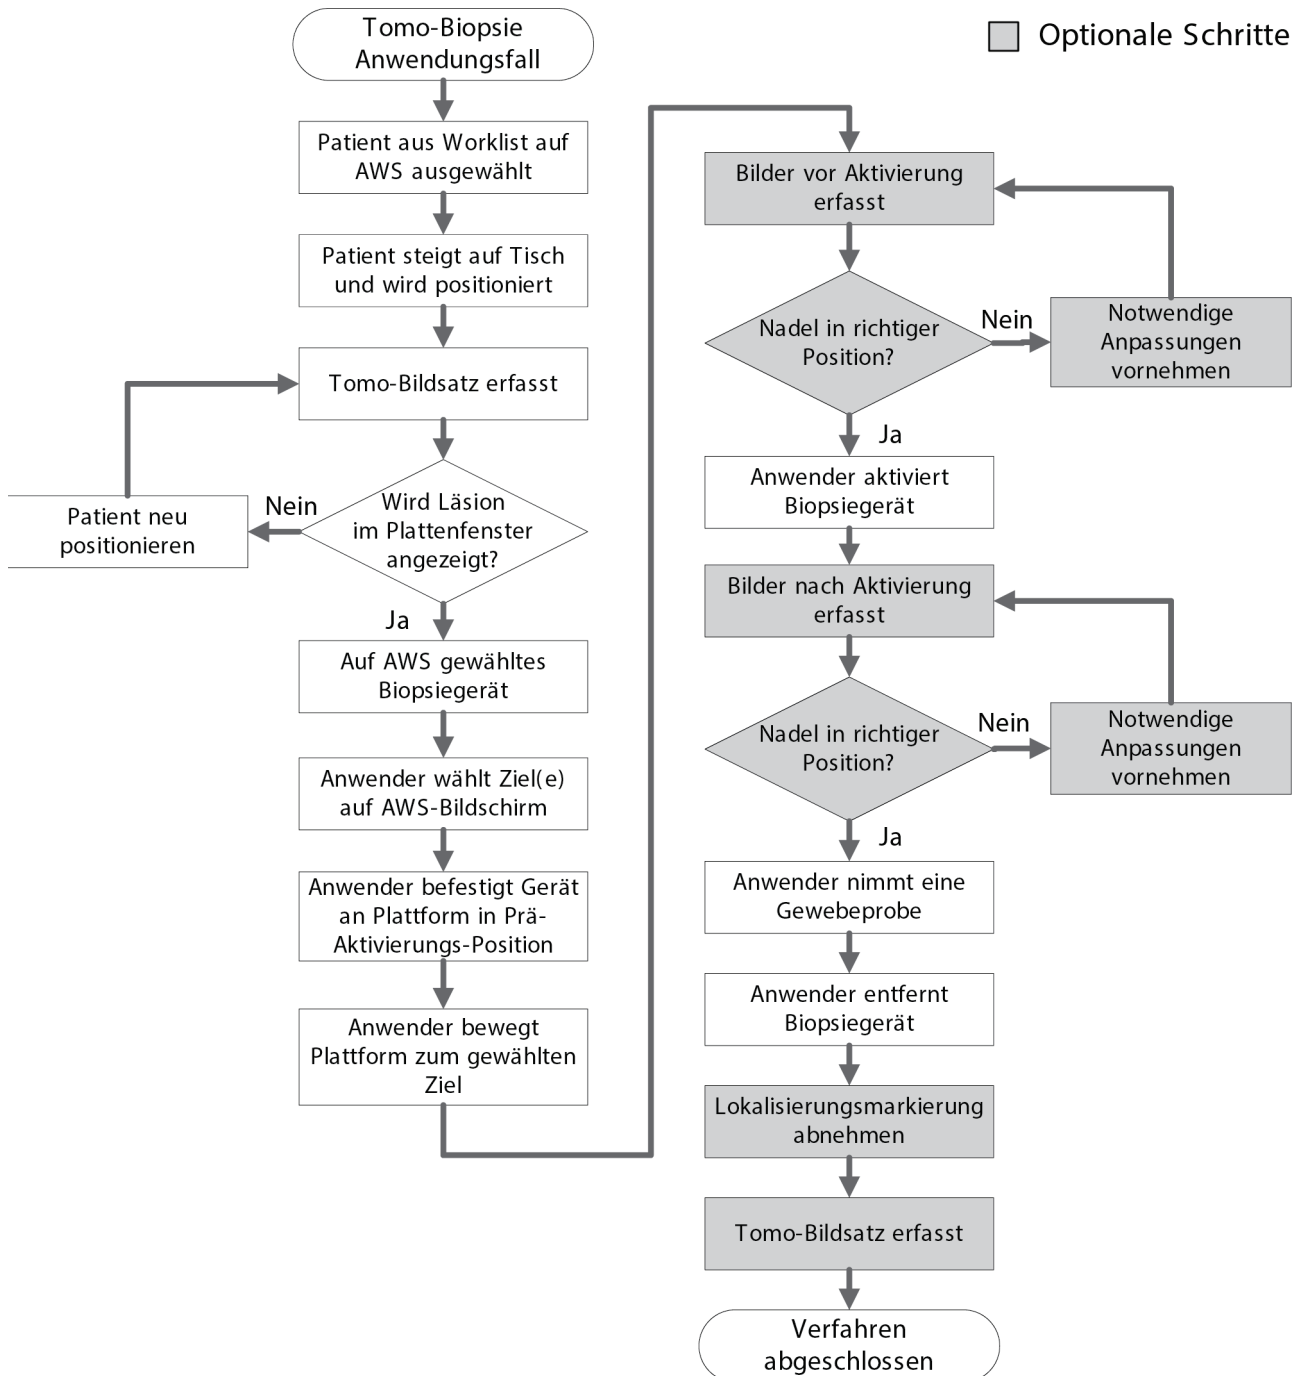 Tomo-Biopsie
Anwendungsfall
Optionale Schritte
Patient aus Worklist auf
AWS ausgewählt
Patient steigt auf Tisch
und wird positioniert
Tomo-Bildsatz erfasst
Wird Läsion
im Plattenfenster
angezeigt?
Nein
Patient neu
positionieren
Ja
Auf AWS gewähltes
Biopsiegerät
Anwender wählt Ziel(e)
auf AWS-Bildschirm
Anwender befestigt Gerät
an Plattform in Prä-
Aktivierungs-Position
Anwender bewegt
Plattform zum gewählten
Ziel
Bilder vor Aktivierung
erfasst
Nadel in richtiger
Position?
Nein
Notwendige
Anpassungen
vornehmen
Ja
Anwender aktiviert
Biopsiegerät
Bilder nach Aktivierung
erfasst
Nadel in richtiger
Position?
Nein
Notwendige
Anpassungen
vornehmen
Ja
Anwender nimmt eine
Gewebeprobe
Anwender entfernt
Biopsiegerät
Lokalisierungsmarkierung
abnehmen
Tomo-Bildsatz erfasst
Verfahren
abgeschlossen